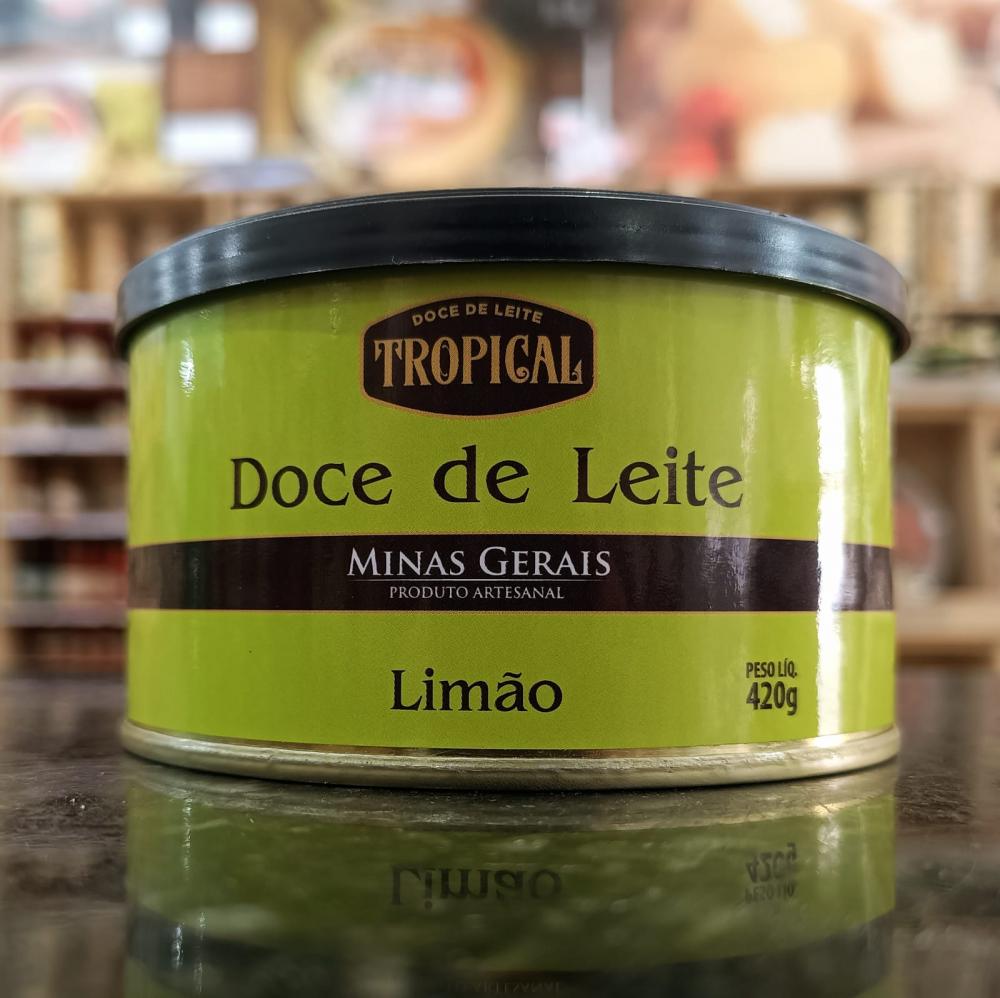 DOCE DE LEITE
TROPICAL
Doce de Leite
MINAS GERAIS
PRODUTO ARTESANAL
Limão
PESO LÍQ.
420g